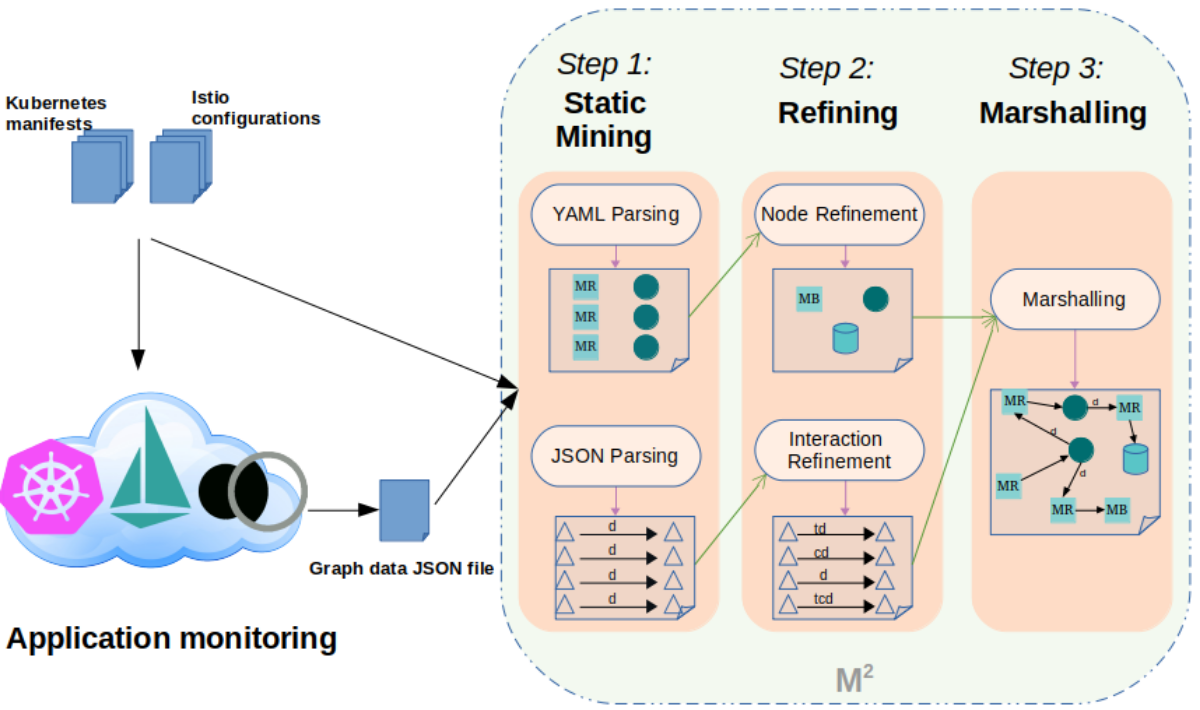 Kubernetes
manifests
Istio
configurations
Graph data JSON file
Application monitoring
Step 1:
Static
Mining
YAML Parsing
MR
MR
MR
JSON Parsing
d
d
d
d
Step 2:
Refining
Node Refinement
MB
Interaction
Refinement
td
cd
d
tcd
Step 3:
Marshalling
Marshalling
MR
d
MR
d
d
MR
MR
MB
M²